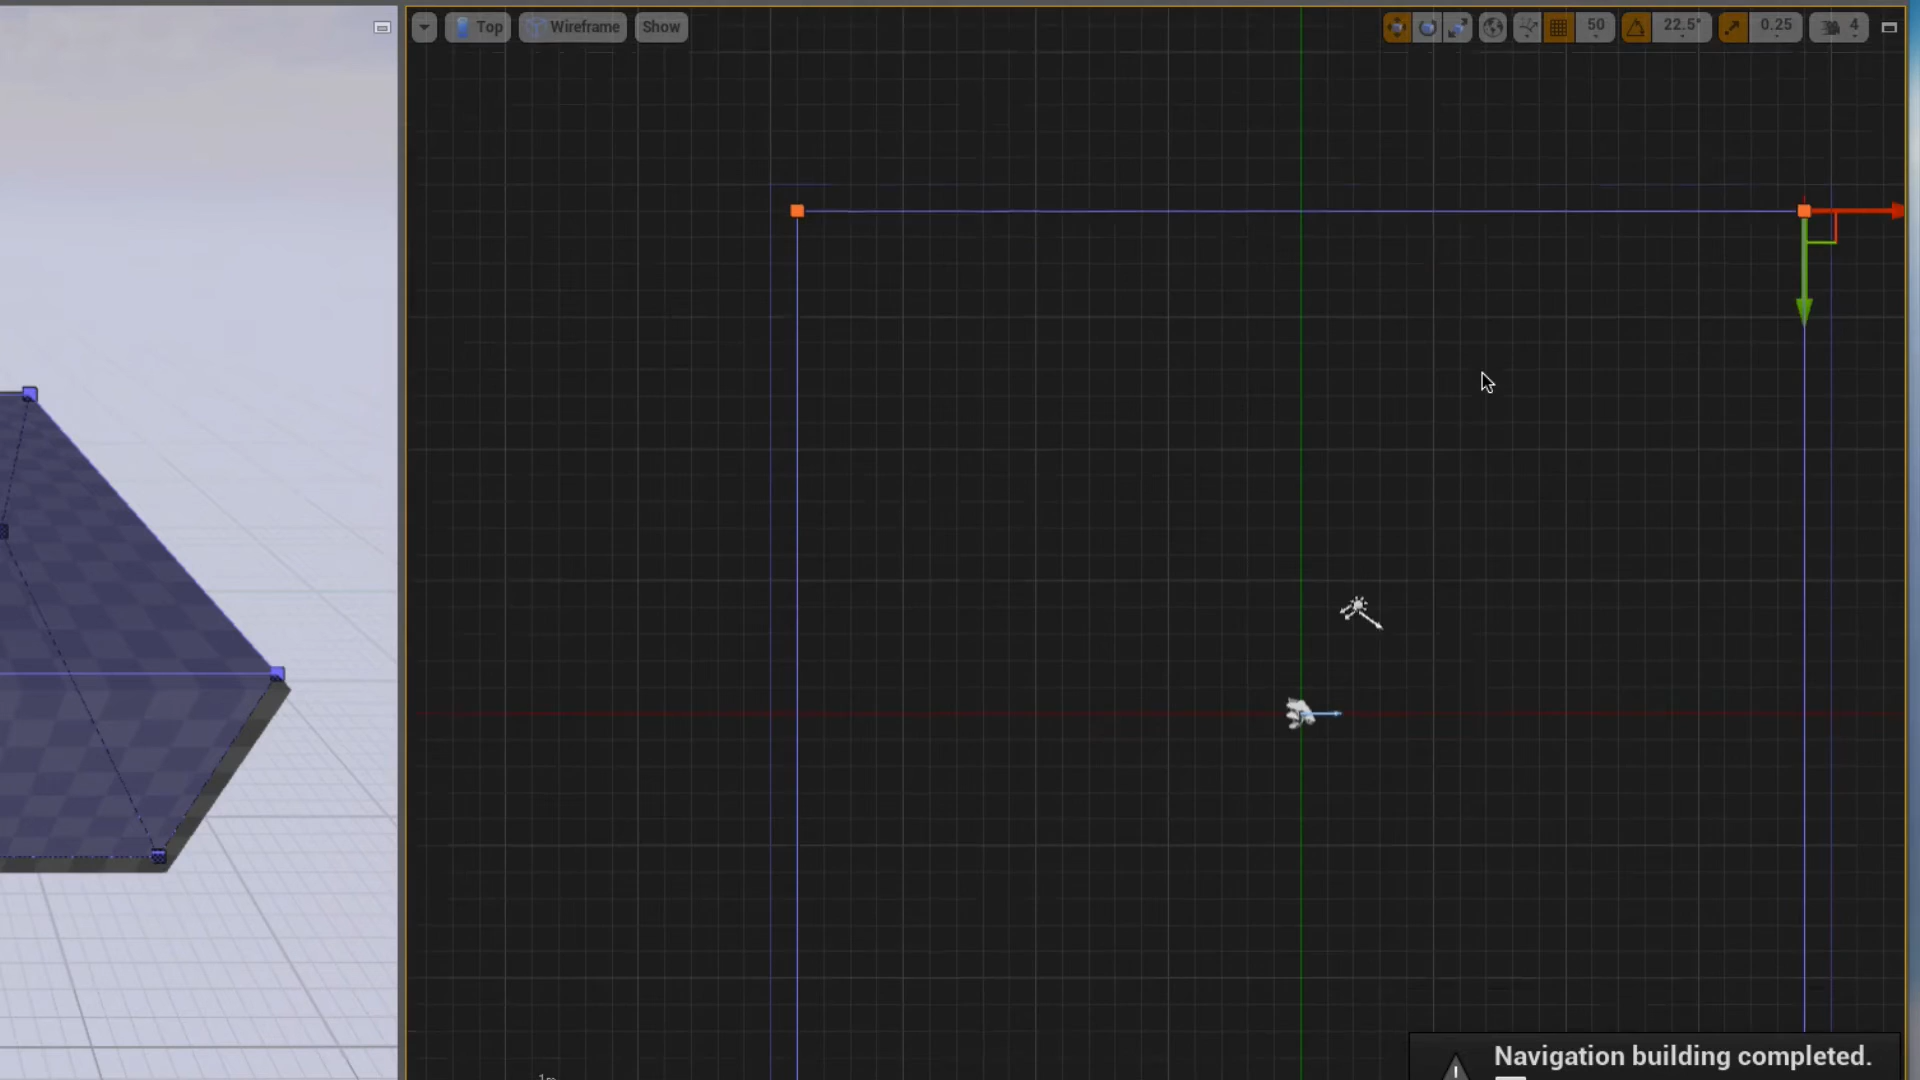 Top
Wireframe
Show
50
22.5°
0.25
4
Navigation building completed.